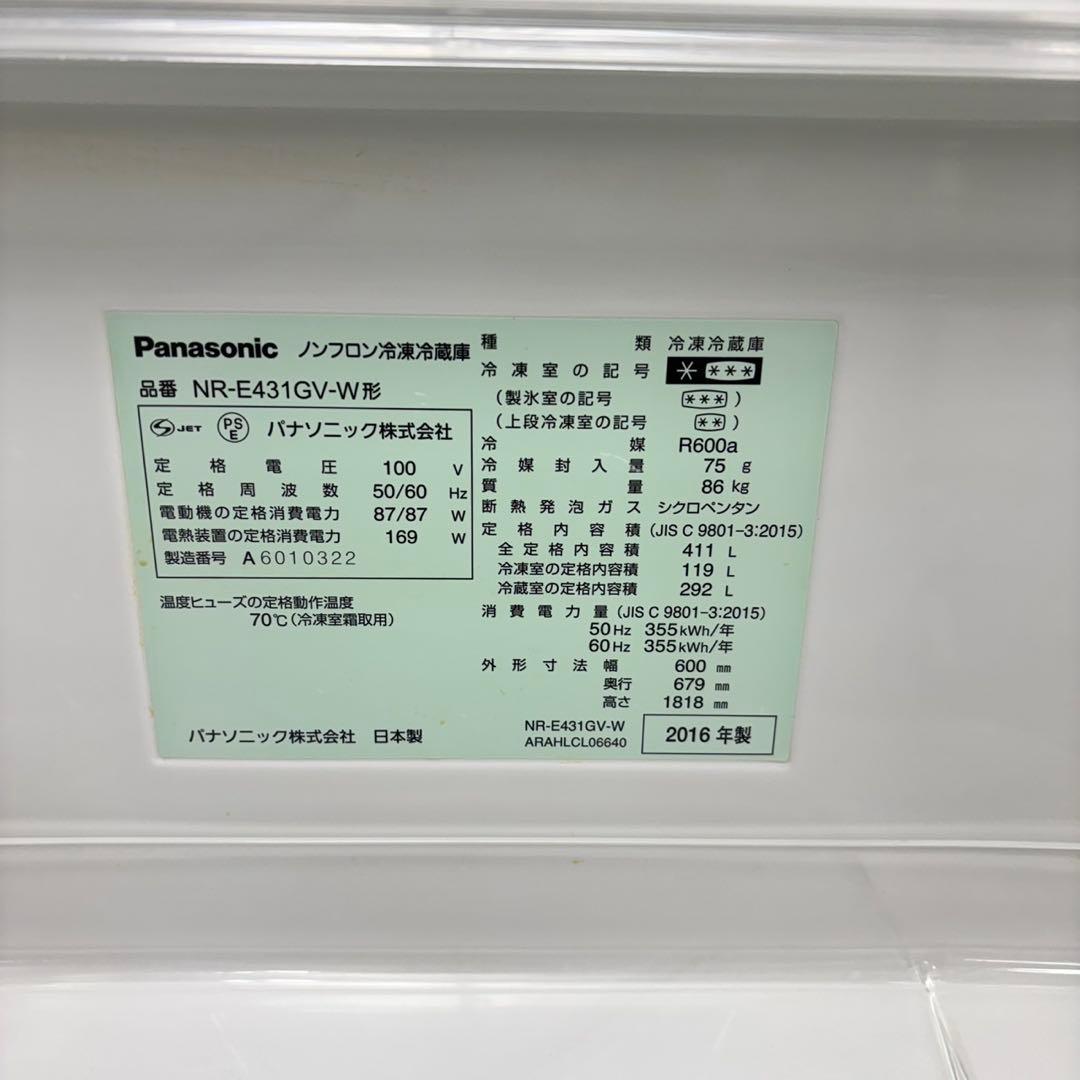 Panasonic ノンフロン冷凍冷蔵庫
品番 NR-E431GV-W形
JET PSE パナソニック株式会社
定格電圧 100 V
定格周波数 50/60 Hz
電動機の定格消費電力 87/87 W
電熱装置の定格消費電力 169 W
製造番号 A 6010322
温度ヒューズの定格動作温度
70℃(冷凍室霜取用)
パナソニック株式会社 日本製
種類 冷凍冷蔵庫
冷凍室の記号 * ***
(製氷室の記号 *** )
(上段冷凍室の記号 ** )
冷媒 R600a
冷媒封入量 75 g
質量 86 kg
断熱発泡ガス シクロペンタン
定格内容積 (JIS C 9801-3:2015)
全定格内容積 411 L
冷凍室の定格内容積 119 L
冷蔵室の定格内容積 292 L
消費電力量 (JIS C 9801-3:2015)
50Hz 355kWh/年
60Hz 355kWh/年
外形寸法 幅 600 mm
奥行 679 mm
高さ 1818 mm
NR-E431GV-W
ARAHLCL06640
2016 年製